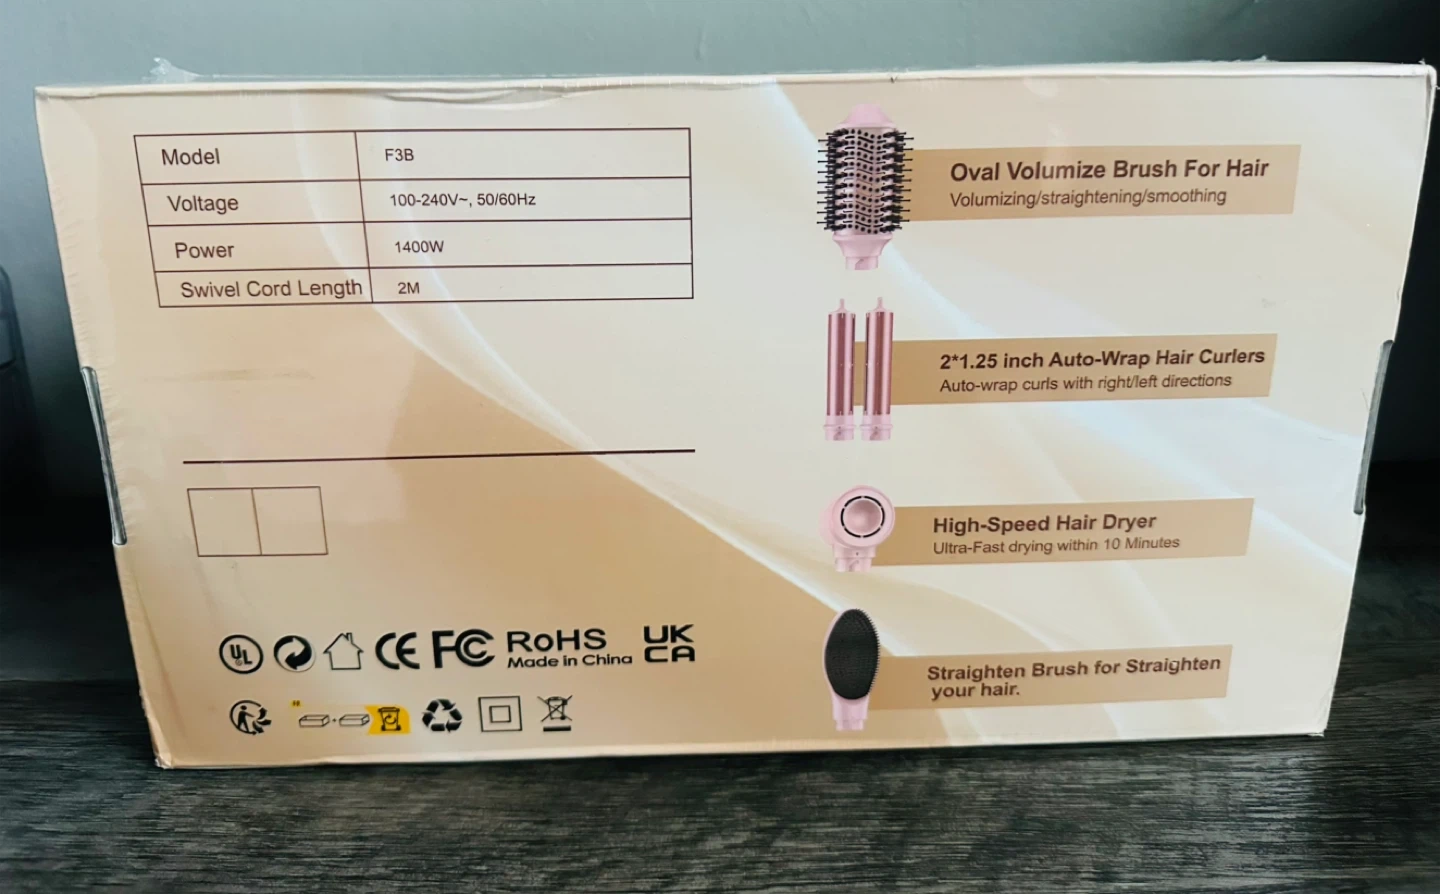 Model F3B
Voltage 100-240V~, 50/60Hz
Power 1400W
Swivel Cord Length 2M
Oval Volumize Brush For Hair
Volumizing/straightening/smoothing
2*1.25 inch Auto-Wrap Hair Curlers
Auto-wrap curls with right/left directions
High-Speed Hair Dryer
Ultra-Fast drying within 10 Minutes
Straighten Brush for Straighten
your hair.
UL CE FC RoHS UK
Made in China CA